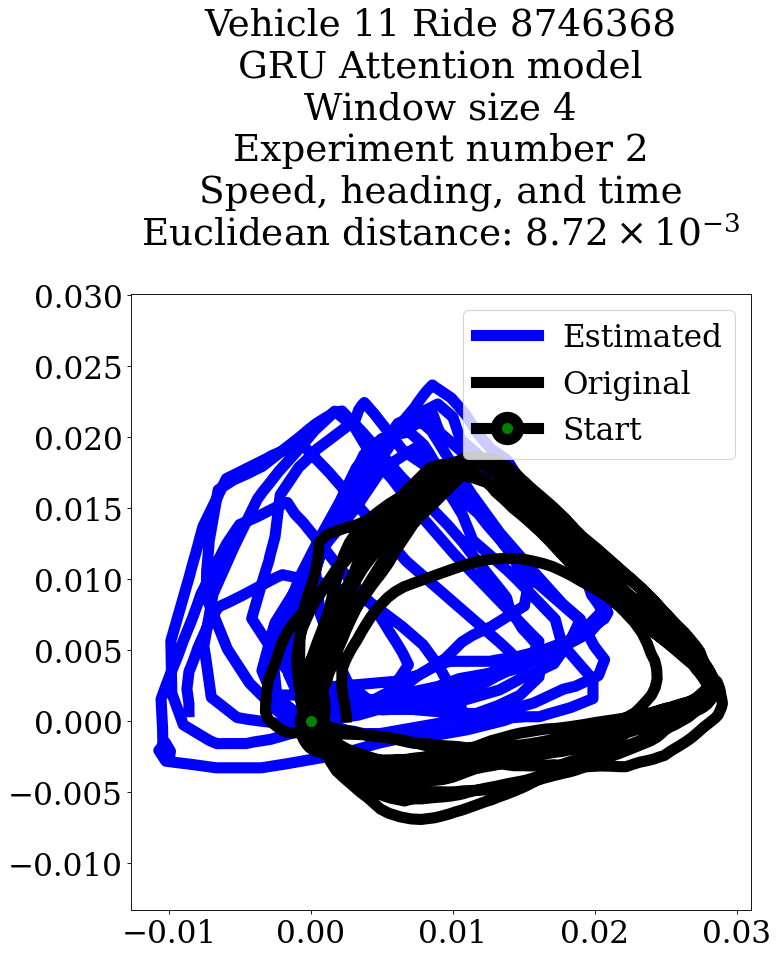 Vehicle 11 Ride 8746368
GRU Attention model
Window size 4
Experiment number 2
Speed, heading, and time
Euclidean distance: 8.72 × 10⁻³
0.030
0.025
0.020
0.015
0.010
0.005
0.000
−0.005
−0.010
Estimated
Original
Start
−0.01 0.00 0.01 0.02 0.03